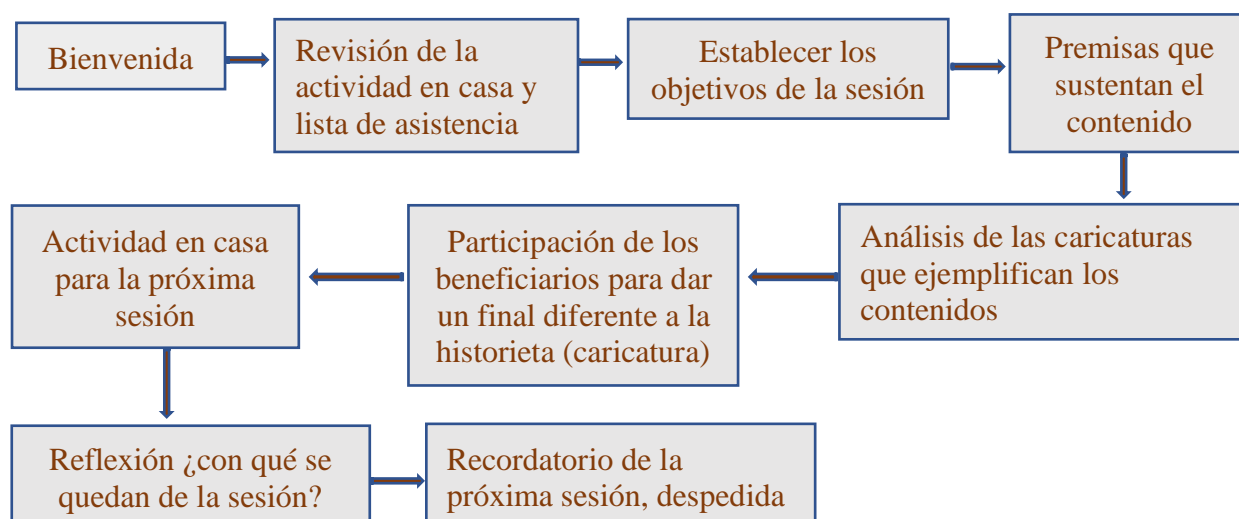 Bienvenida
Revisión de la
actividad en casa y
lista de asistencia
Establecer los
objetivos de la sesión
Premisas que
sustentan el
contenido
Análisis de las caricaturas
que ejemplifican los
contenidos
Participación de los
beneficiarios para dar
un final diferente a la
historieta (caricatura)
Actividad en casa
para la próxima
sesión
Reflexión ¿con qué se
quedan de la sesión?
Recordatorio de la
próxima sesión, despedida